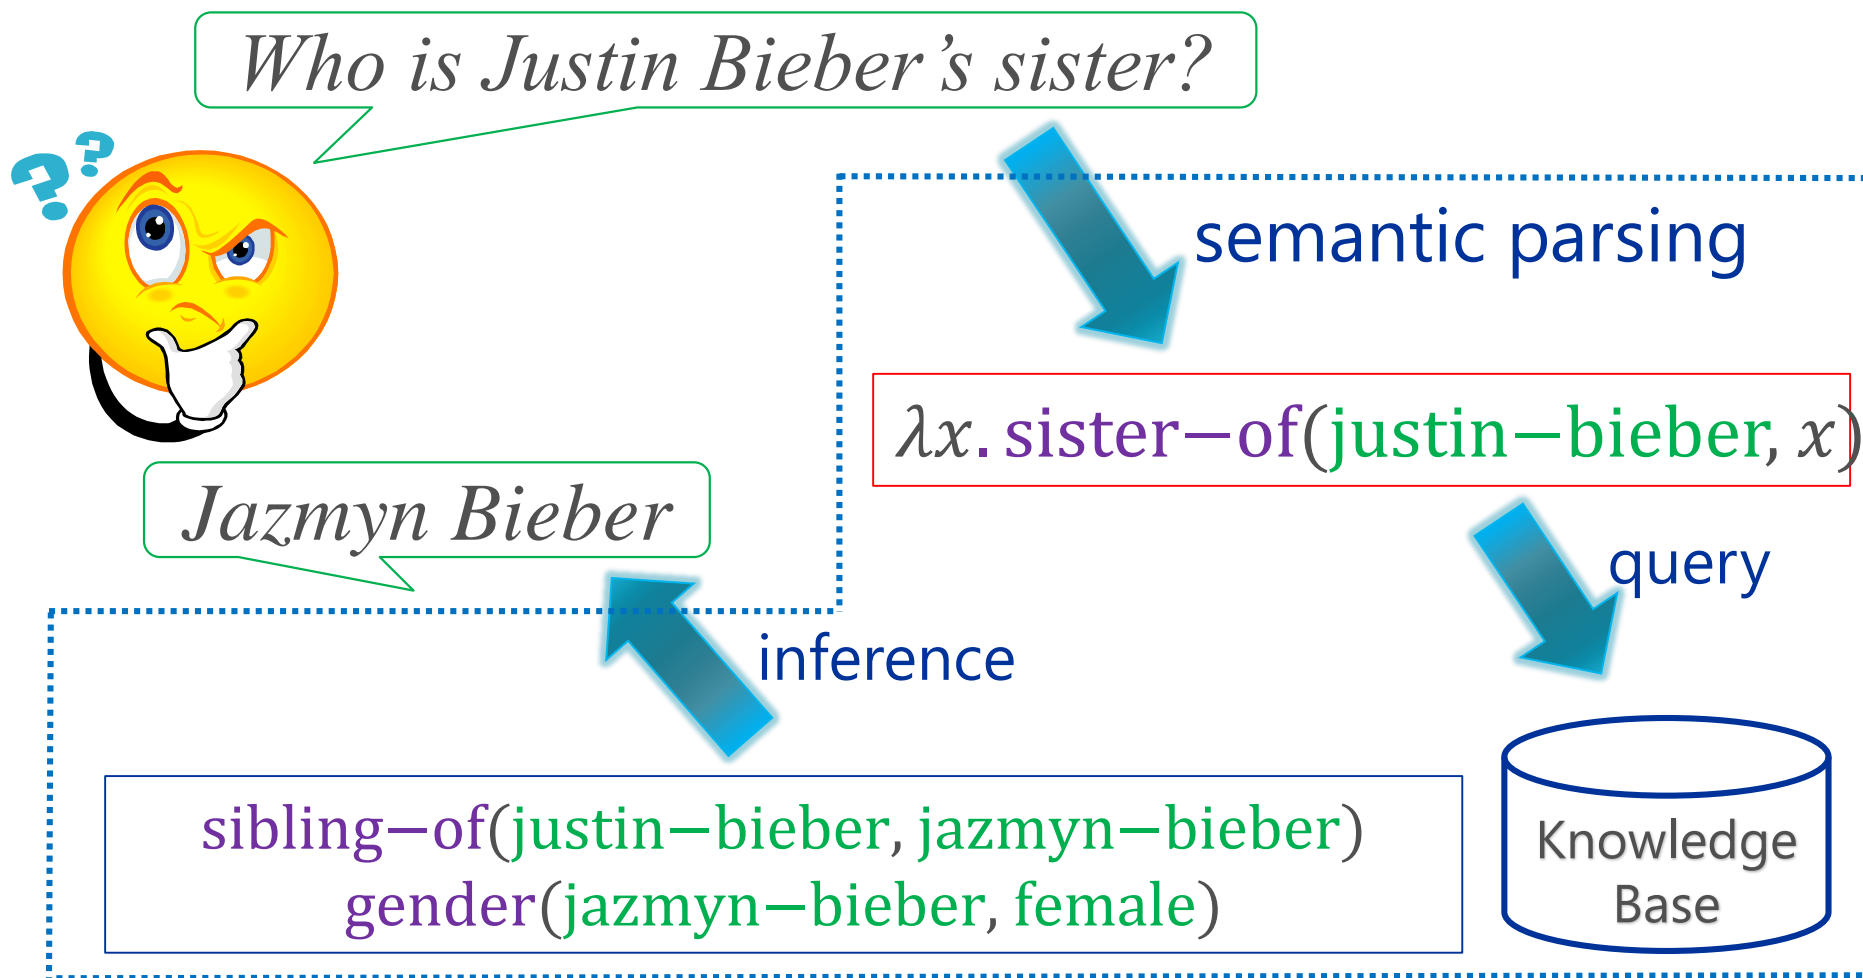 Who is Justin Bieber’s sister?
? ?
semantic parsing
λx. sister−of(justin−bieber, x)
Jazmyn Bieber
query
inference
sibling−of(justin−bieber, jazmyn−bieber)
gender(jazmyn−bieber, female)
Knowledge
Base